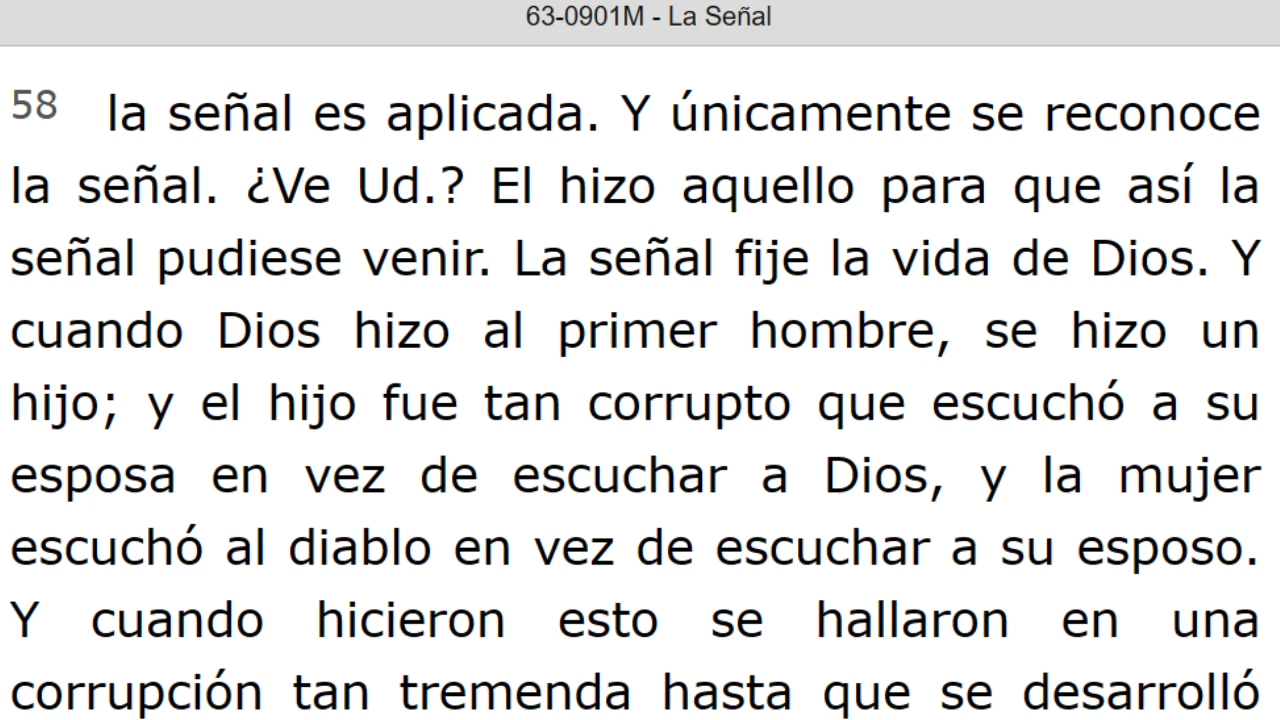 63-0901M - La Señal
58 la señal es aplicada. Y únicamente se reconoce
la señal. ¿Ve Ud.? El hizo aquello para que así la
señal pudiese venir. La señal fije la vida de Dios. Y
cuando Dios hizo al primer hombre, se hizo un
hijo; y el hijo fue tan corrupto que escuchó a su
esposa en vez de escuchar a Dios, y la mujer
escuchó al diablo en vez de escuchar a su esposo.
Y cuando hicieron esto se hallaron en una
corrupción tan tremenda hasta que se desarrolló